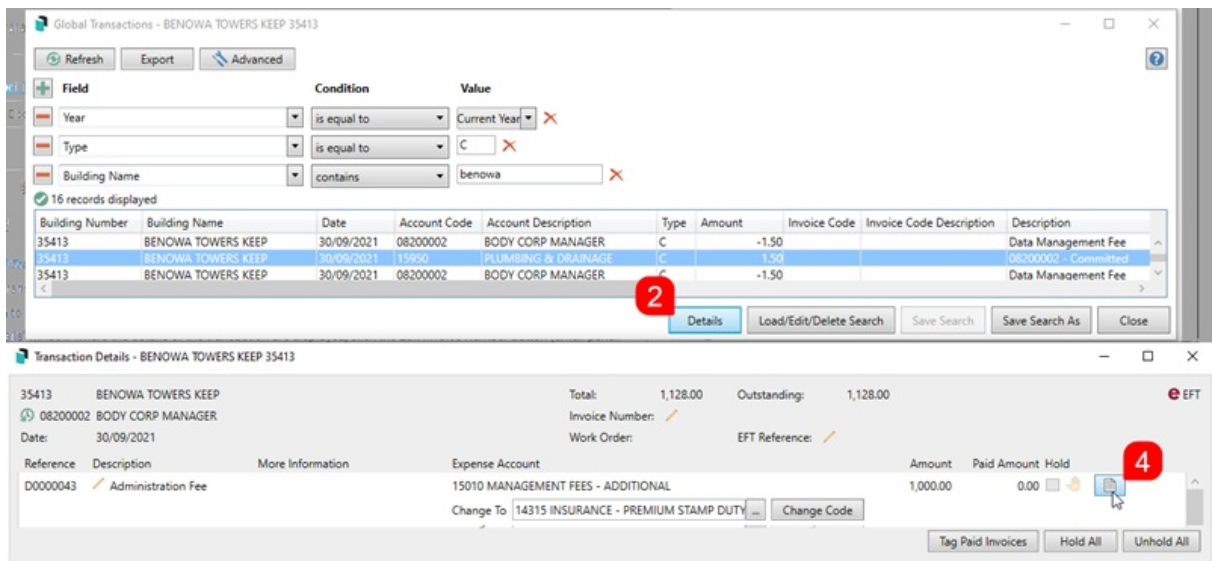 Global Transactions - BENOWA TOWERS KEEP 35413
Refresh Export Advanced
Field Condition Value
Year is equal to Current Year
Type is equal to C
Building Name contains benowa
16 records displayed
Building Number Building Name Date Account Code Account Description Type Amount Invoice Code Invoice Code Description Description
35413 BENOWA TOWERS KEEP 30/09/2021 08200002 BODY CORP MANAGER C -1.50 Data Management Fee
35413 BENOWA TOWERS KEEP 30/09/2021 15950 PLUMBING & DRAINAGE C 1.50 08200002 - Committed
35413 BENOWA TOWERS KEEP 30/09/2021 08200002 BODY CORP MANAGER C -1.50 Data Management Fee
2
Details Load/Edit/Delete Search Save Search Save Search As Close
Transaction Details - BENOWA TOWERS KEEP 35413
35413 BENOWA TOWERS KEEP Total: 1,128.00 Outstanding: 1,128.00 e EFT
08200002 BODY CORP MANAGER Invoice Number:
Date: 30/09/2021 Work Order: EFT Reference:
Reference Description More Information Expense Account Amount Paid Amount Hold 4
D0000043 Administration Fee 15010 MANAGEMENT FEES - ADDITIONAL 1,000.00 0.00
Change To 14315 INSURANCE - PREMIUM STAMP DUTY ... Change Code
Tag Paid Invoices Hold All Unhold All